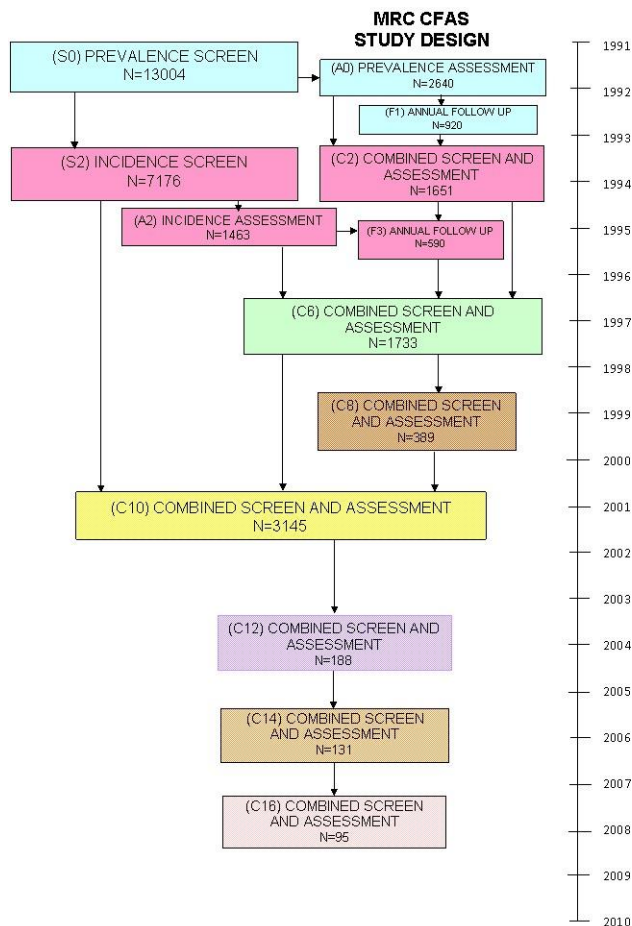 MRC CFAS
STUDY DESIGN
(S0) PREVALENCE SCREEN
N=13004
(A0) PREVALENCE ASSESSMENT
N=2640
(F1) ANNUAL FOLLOW UP
N=920
(S2) INCIDENCE SCREEN
N=7176
(C2) COMBINED SCREEN AND
ASSESSMENT
N=1651
(A2) INCIDENCE ASSESSMENT
N=1463
(F3) ANNUAL FOLLOW UP
N=590
(C6) COMBINED SCREEN AND
ASSESSMENT
N=1733
(C8) COMBINED SCREEN
AND ASSESSMENT
N=389
(C10) COMBINED SCREEN AND ASSESSMENT
N=3145
(C12) COMBINED SCREEN AND
ASSESSMENT
N=188
(C14) COMBINED SCREEN
AND ASSESSMENT
N=131
(C16) COMBINED SCREEN
AND ASSESSMENT
N=95
1991
1992
1993
1994
1995
1996
1997
1998
1999
2000
2001
2002
2003
2004
2005
2006
2007
2008
2009
2010